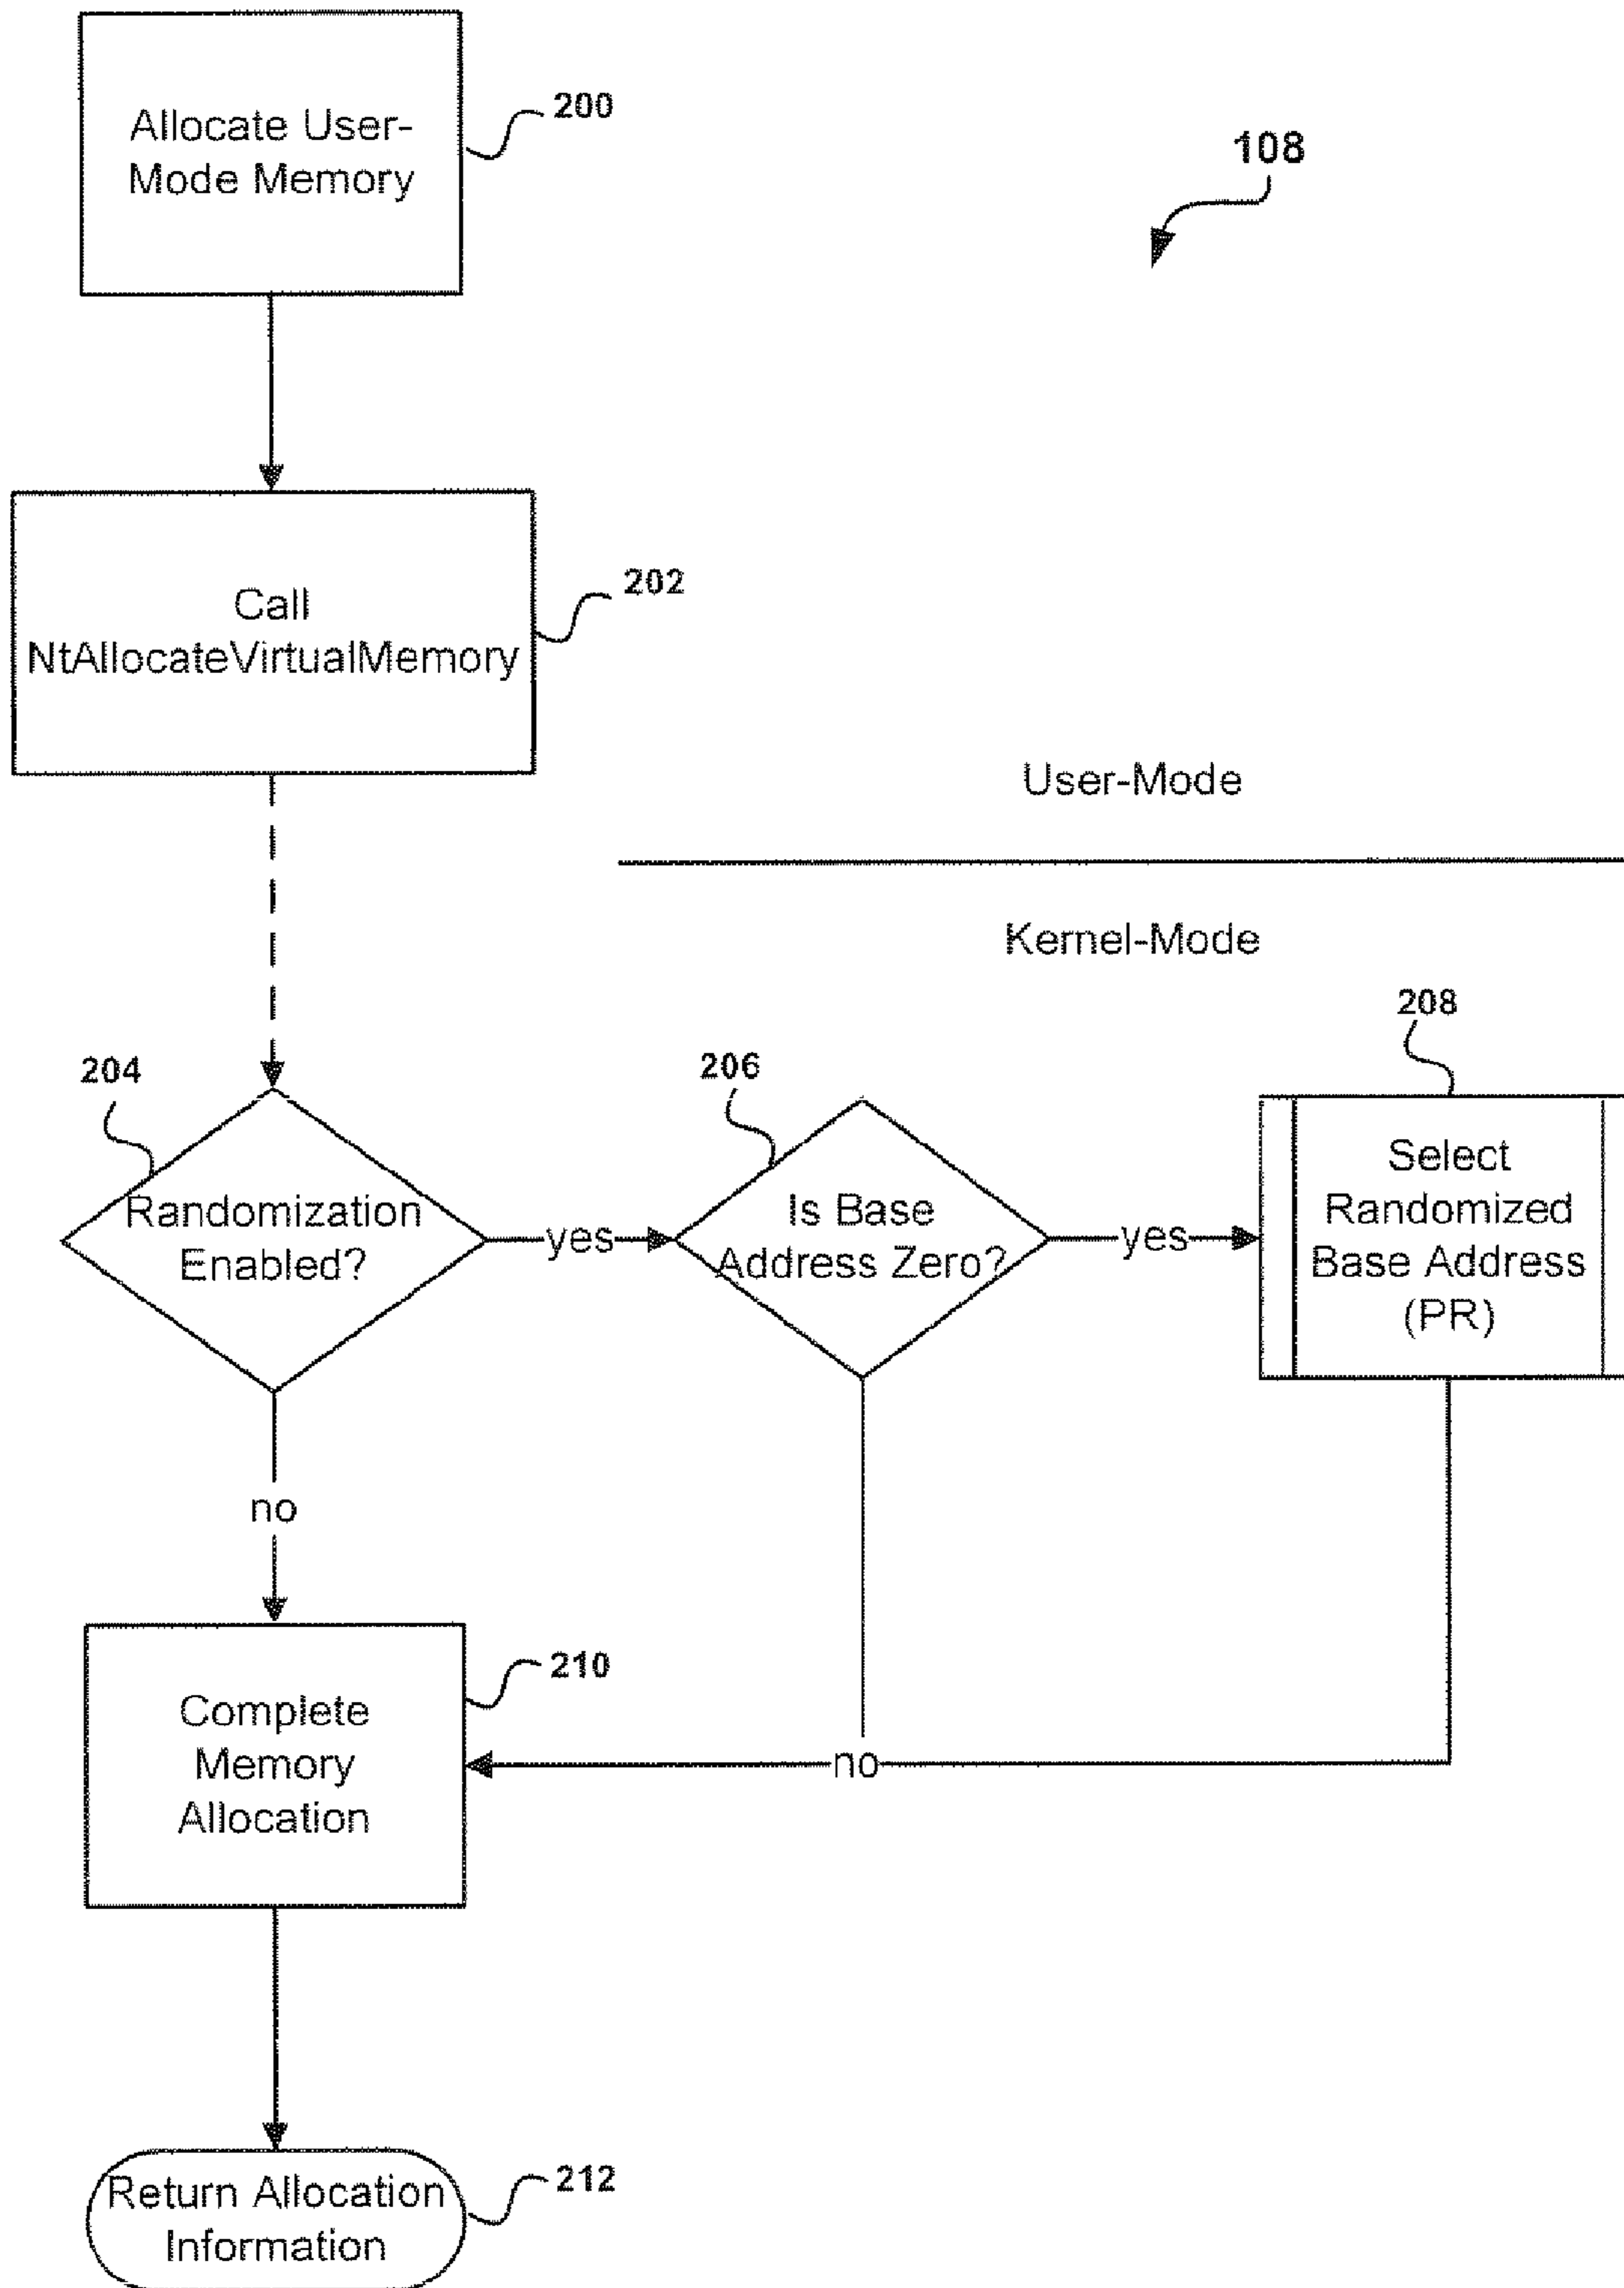 Allocate User-
Mode Memory
200
108
Call
NtAllocateVirtualMemory
202
User-Mode
Kernel-Mode
204
206
208
Randomization
Enabled?
yes
Is Base
Address Zero?
yes
Select
Randomized
Base Address
(PR)
no
210
Complete
Memory
Allocation
no
Return Allocation
Information
212